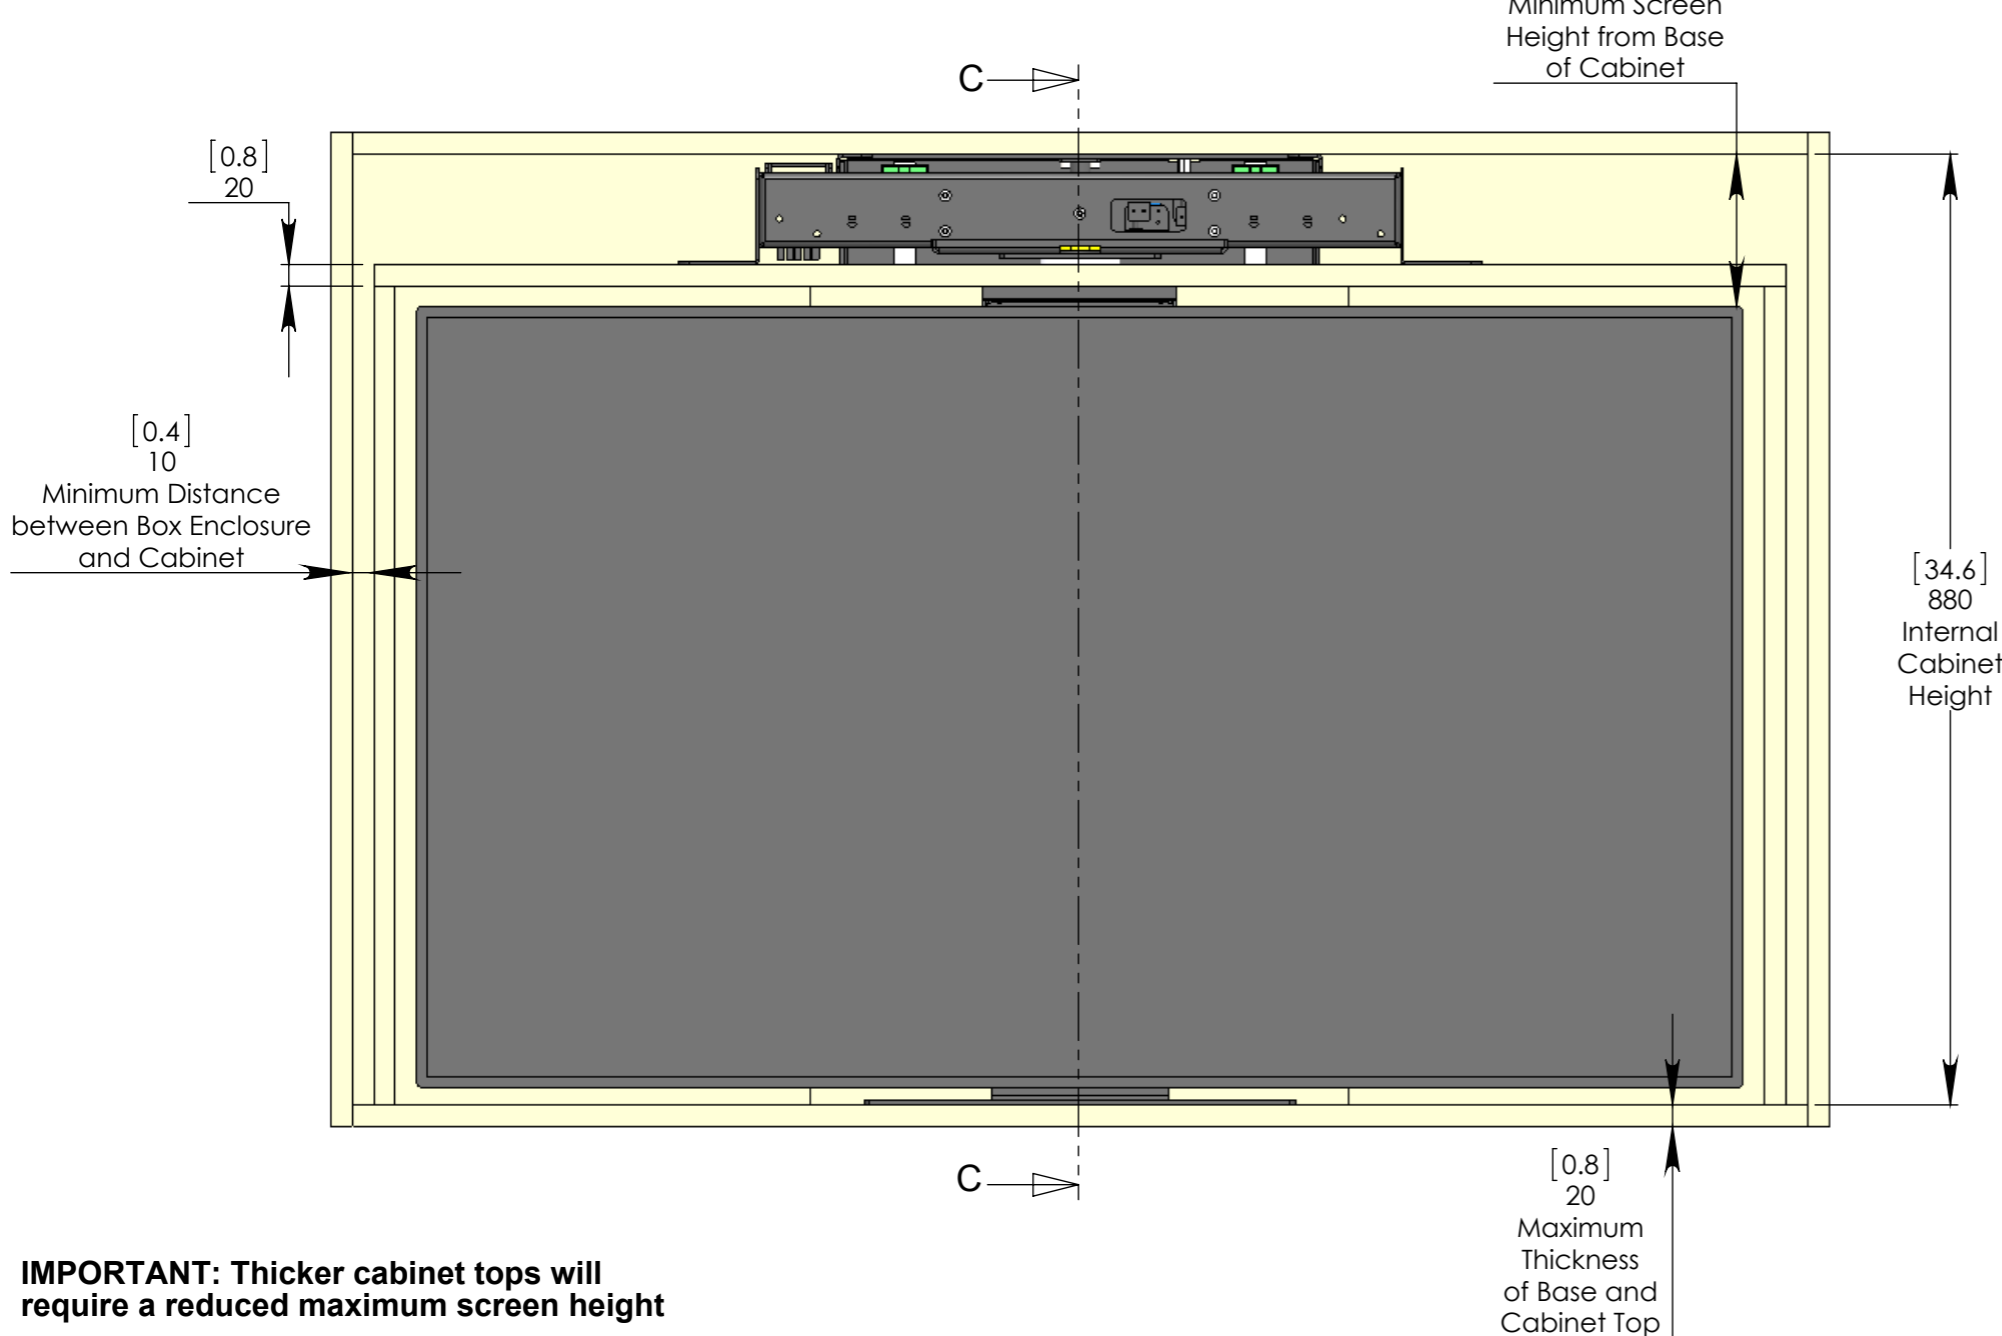 Minimum Screen
Height from Base
of Cabinet
C
[0.8]
20
[0.4]
10
Minimum Distance
between Box Enclosure
and Cabinet
[34.6]
880
Internal
Cabinet
Height
C
[0.8]
20
Maximum
Thickness
of Base and
Cabinet Top
IMPORTANT: Thicker cabinet tops will
require a reduced maximum screen height